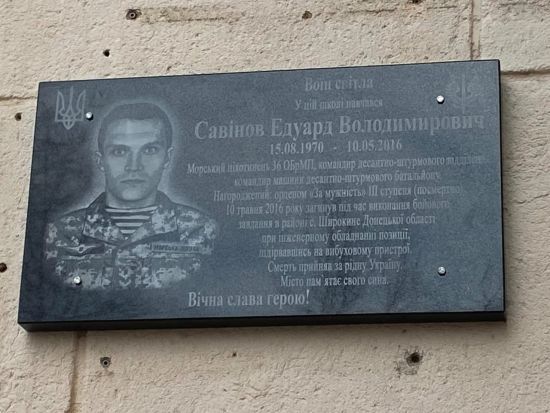 Воїн світла
У цій школі навчався
Савінов Едуард Володимирович
15.08.1970 - 10.05.2016
Морський піхотинець 36 ОБрМП, командир десантно-штурмового відділення,
командир машини десантно-штурмового батальйону.
Нагороджений: орденом „За мужність" III ступеня (посмертно)
10 травня 2016 року загинув під час виконання бойового
завдання в районі с. Широкине Донецької області
при інженерному обладнанні позиції,
підірвавшись на вибуховому пристрої.
Смерть прийняв за рідну Україну.
Місто пам'ятає свого сина.
Вічна слава герою!